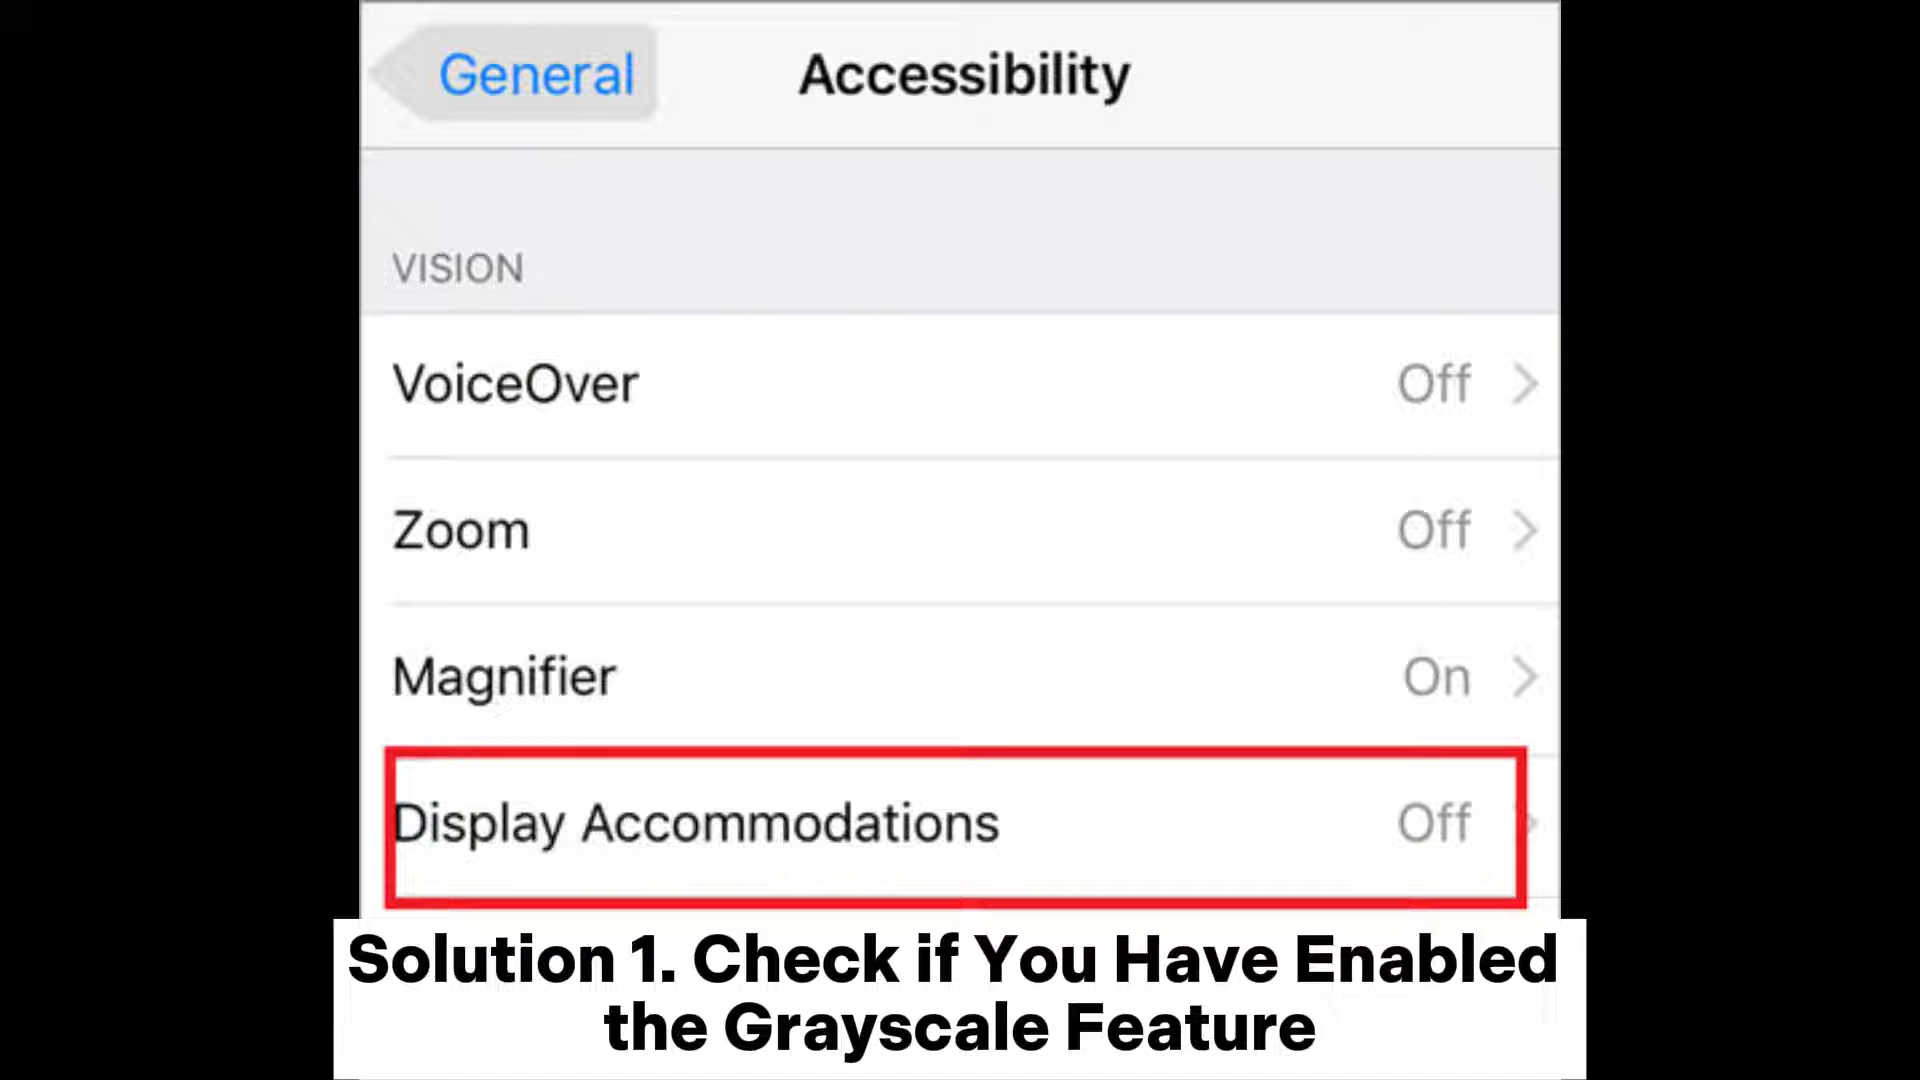 General Accessibility
VISION
VoiceOver Off
Zoom Off
Magnifier On
Display Accommodations Off
Solution 1. Check if You Have Enabled
the Grayscale Feature